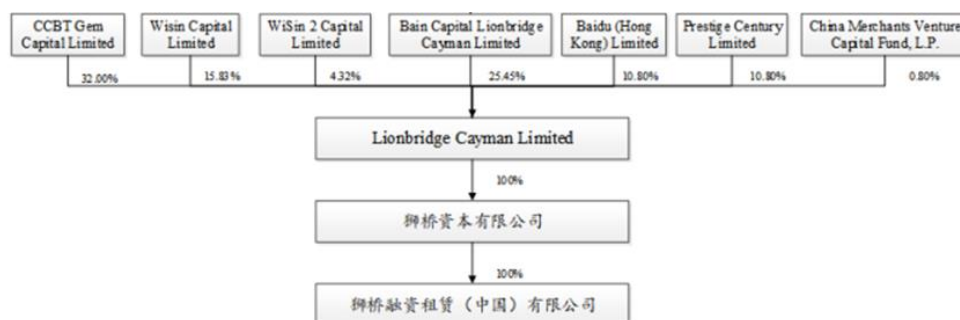 CCBT Gem
Capital Limited
Wisin Capital
Limited
WiSin 2 Capital
Limited
Bain Capital Lionbridge
Cayman Limited
Baidu (Hong
Kong) Limited
Prestige Century
Limited
China Merchants Venture
Capital Fund, L.P.
32.00%
15.83%
4.32%
25.45%
10.80%
10.80%
0.80%
Lionbridge Cayman Limited
100%
狮桥资本有限公司
100%
狮桥融资租赁（中国）有限公司